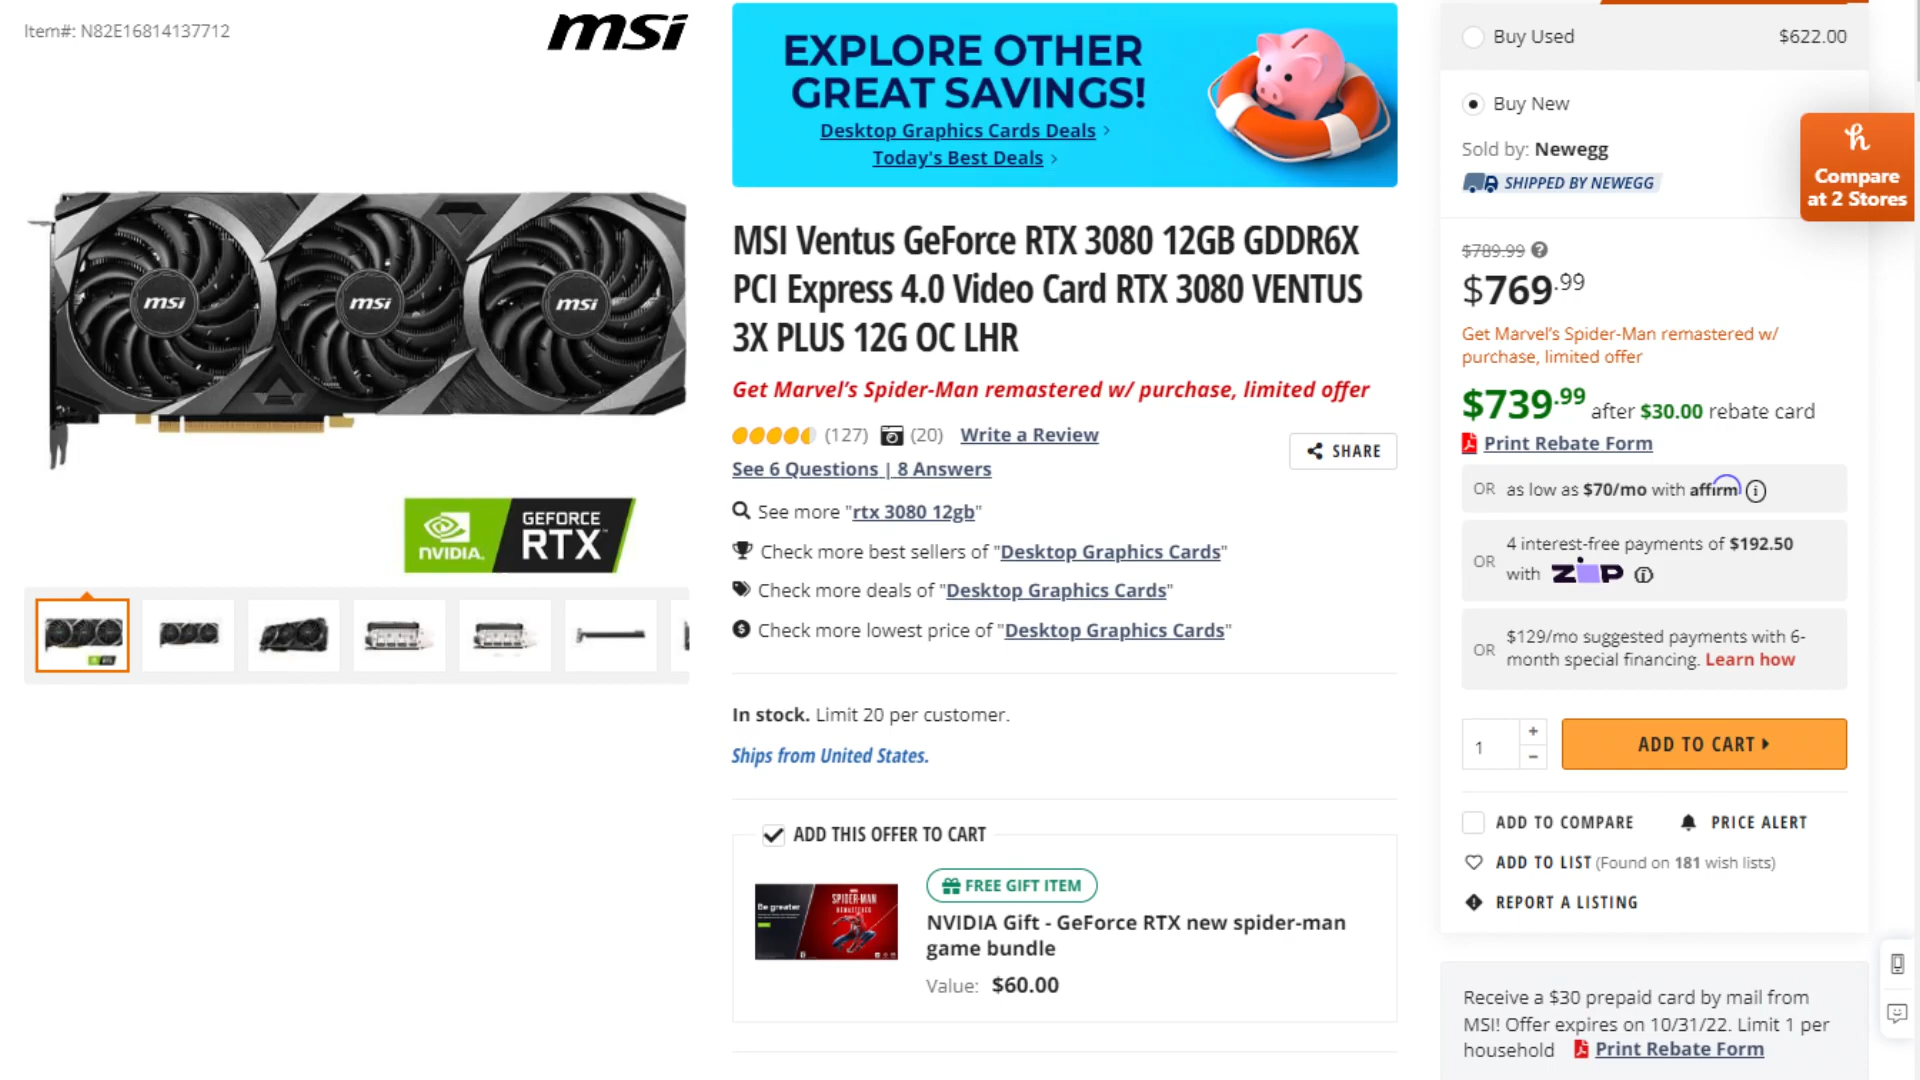 Item#: N82E16814137712
msi
msi
msi
msi
NVIDIA.
GEFORCE
RTX™
EXPLORE OTHER
GREAT SAVINGS!
Desktop Graphics Cards Deals
Today's Best Deals
MSI Ventus GeForce RTX 3080 12GB GDDR6X
PCI Express 4.0 Video Card RTX 3080 VENTUS
3X PLUS 12G OC LHR
Get Marvel's Spider-Man remastered w/ purchase, limited offer
(127) (20) Write a Review
See 6 Questions | 8 Answers
SHARE
See more "rtx 3080 12gb"
Check more best sellers of "Desktop Graphics Cards"
Check more deals of "Desktop Graphics Cards"
Check more lowest price of "Desktop Graphics Cards"
In stock. Limit 20 per customer.
Ships from United States.
ADD THIS OFFER TO CART
Be greater
SPIDER-MAN
REMASTERED
FREE GIFT ITEM
NVIDIA Gift - GeForce RTX new spider-man
game bundle
Value: $60.00
Buy Used $622.00
Buy New
Sold by: Newegg
SHIPPED BY NEWEGG
h
Compare
at 2 Stores
$789.99 ?
$769.99
Get Marvel's Spider-Man remastered w/
purchase, limited offer
$739.99 after $30.00 rebate card
Print Rebate Form
OR as low as $70/mo with affirm i
OR 4 interest-free payments of $192.50
with ZIP i
OR $129/mo suggested payments with 6-
month special financing. Learn how
1 + −
ADD TO CART
ADD TO COMPARE PRICE ALERT
ADD TO LIST (Found on 181 wish lists)
REPORT A LISTING
Receive a $30 prepaid card by mail from
MSI! Offer expires on 10/31/22. Limit 1 per
household Print Rebate Form